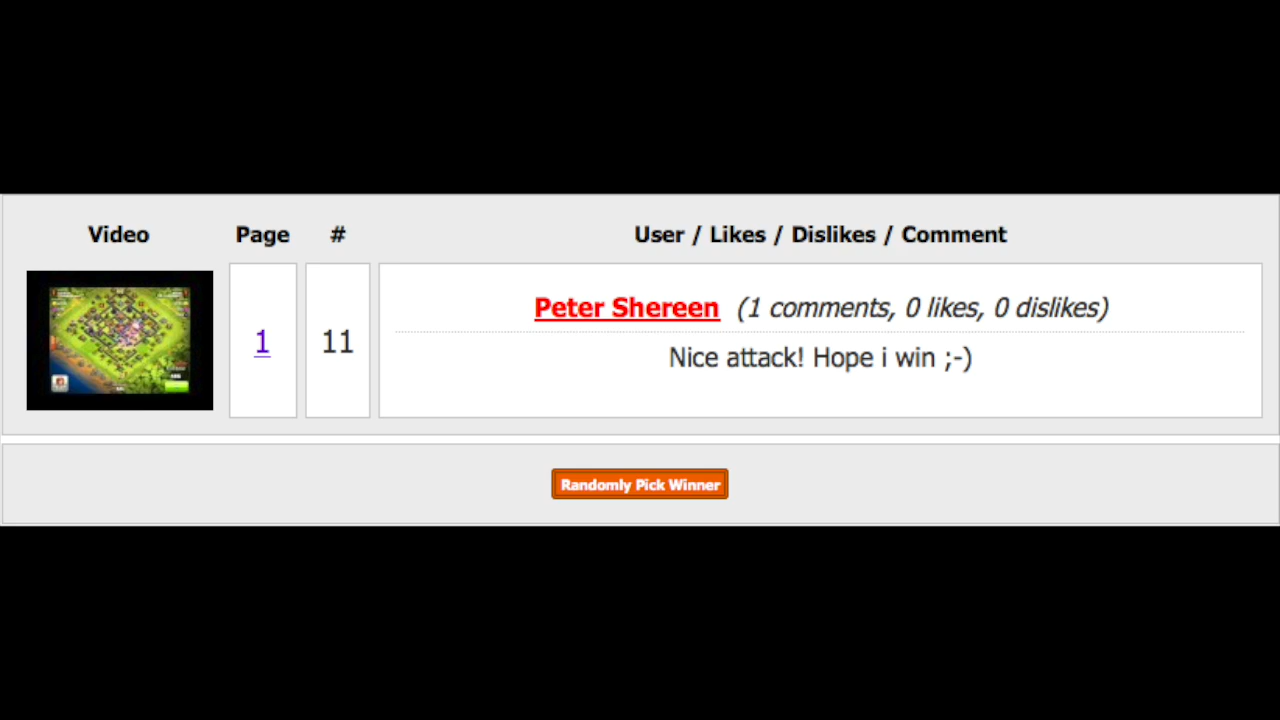 Video Page # User / Likes / Dislikes / Comment
Peter Shereen (1 comments, 0 likes, 0 dislikes)
1 11
Nice attack! Hope i win ;-)
Randomly Pick Winner